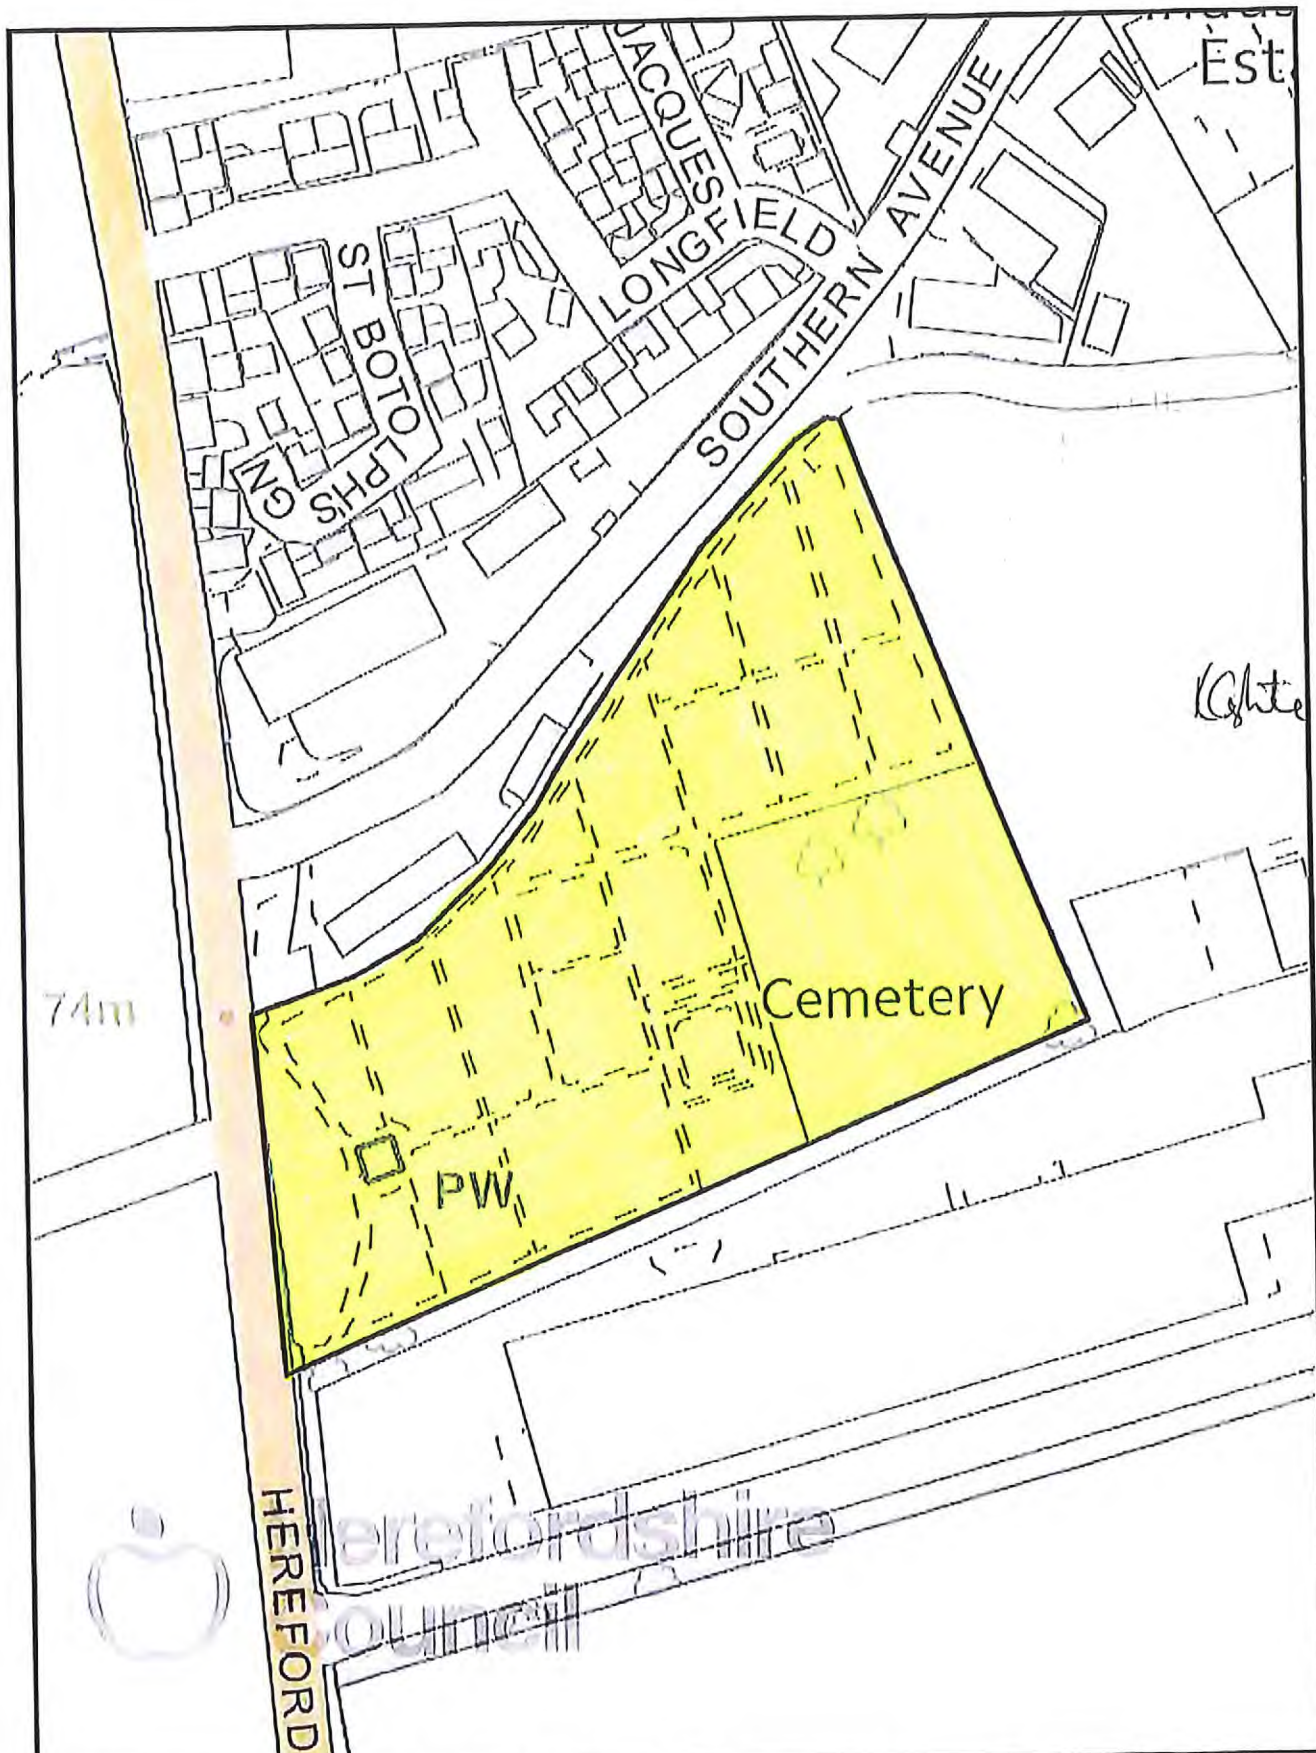 Est
JACQUES
AVENUE
LONGFIELD
ST BOTOLPHS
GN
SOUTHERN
74m
Cemetery
PW
Herefordshire
Council
HEREFORD